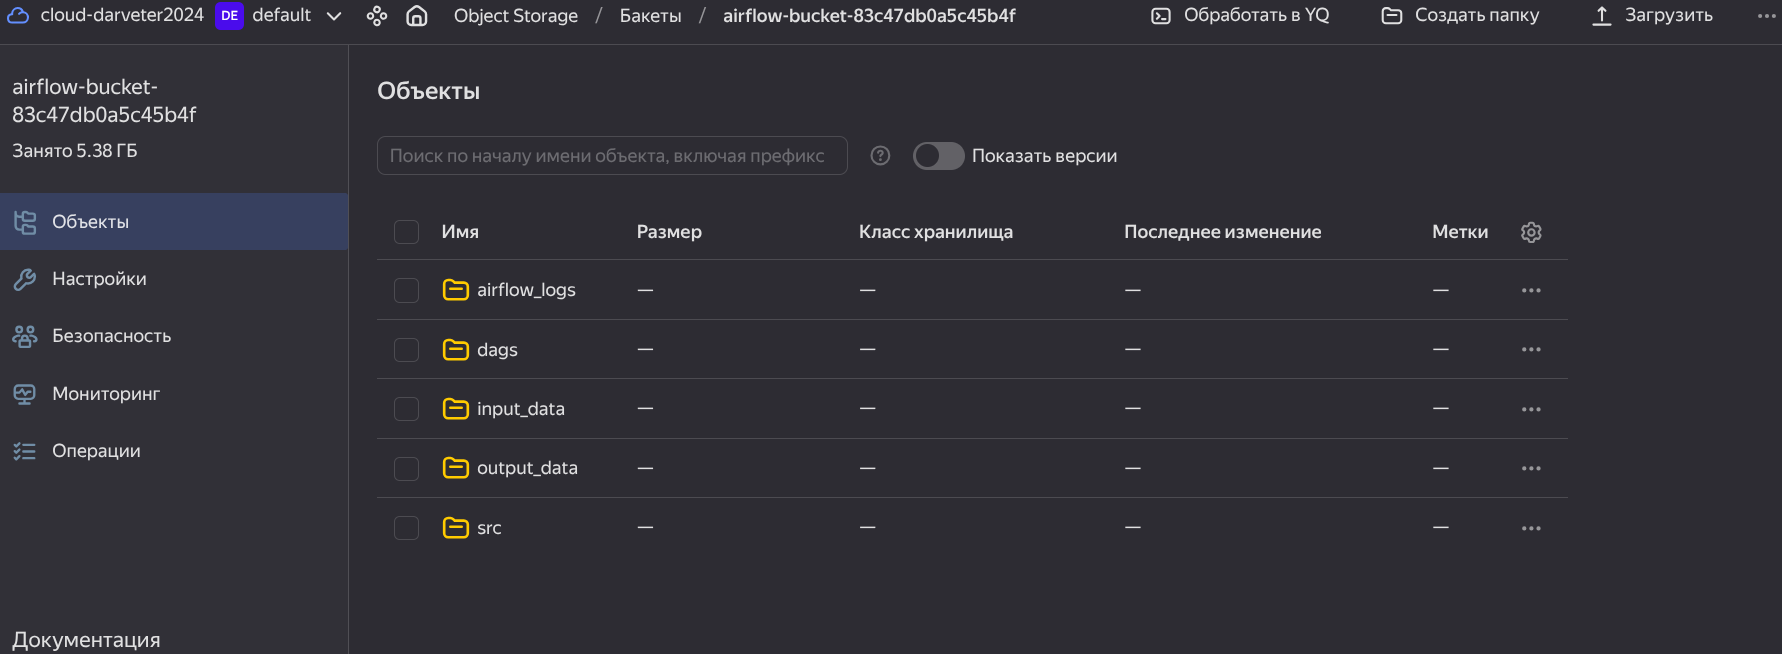 cloud-darveter2024 DE default Object Storage / Бакеты / airflow-bucket-83c47db0a5c45b4f Обработать в YQ Создать папку Загрузить
airflow-bucket-
83c47db0a5c45b4f
Занято 5.38 ГБ
Объекты
Настройки
Безопасность
Мониторинг
Операции
Документация
Объекты
Поиск по началу имени объекта, включая префикс Показать версии
Имя Размер Класс хранилища Последнее изменение Метки
airflow_logs — — — —
dags — — — —
input_data — — — —
output_data — — — —
src — — — —